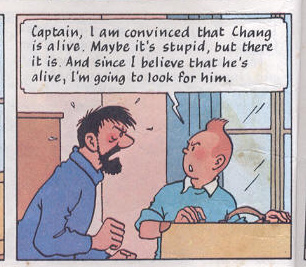 Captain, I am convinced that Chang
is alive. Maybe it's stupid, but there
it is. And since I believe that he's
alive, I'm going to look for him.